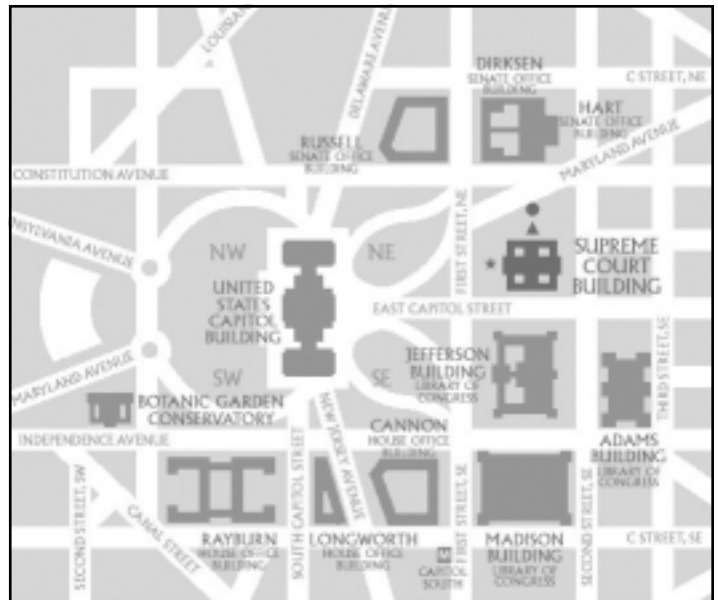 LOUISIAN
DELAWARE AVEN
DIRKSEN
SENATE OFFICE
BUILDING
C STREET, NE
HART
SENATE OFFICE
BUILDING
RUSSELL
SENATE OFFICE
BUILDING
MARYLAND AVENUE
CONSTITUTION AVENUE
FIRST STREET, NE
NSYLVANIA AVENUE
NW
NE
SUPREME
COURT
BUILDING
UNITED
STATES
CAPITOL
BUILDING
EAST CAPITOL STREET
JEFFERSON
BUILDING
LIBRARY OF
CONGRESS
THIRD STREET, SE
SW
SE
MARYLAND AVENUE
BOTANIC GARDEN
CONSERVATORY
NEW JERSEY AVENUE
CANNON
HOUSE OFFICE
BUILDING
ADAMS
BUILDING
LIBRARY OF
CONGRESS
INDEPENDENCE AVENUE
SECOND STREET, SW
CANAL STREET
SOUTH CAPITOL STREET
RAYBURN
HOUSE OFFICE
BUILDING
LONGWORTH
HOUSE OFFICE
BUILDING
M
CAPITOL
SOUTH
FIRST STREET, SE
MADISON
BUILDING
LIBRARY OF
CONGRESS
SECOND STREET, SE
C STREET, SE